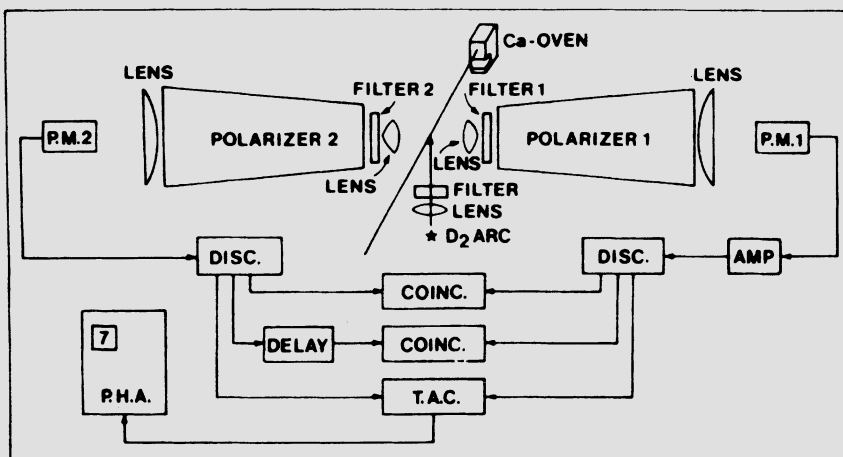 Ca-OVEN
LENS
FILTER 2
FILTER 1
LENS
P.M.2
POLARIZER 2
POLARIZER 1
P.M.1
LENS
LENS
FILTER
LENS
D₂ ARC
DISC.
DISC.
AMP
COINC.
7
DELAY
COINC.
P.H.A.
T.A.C.